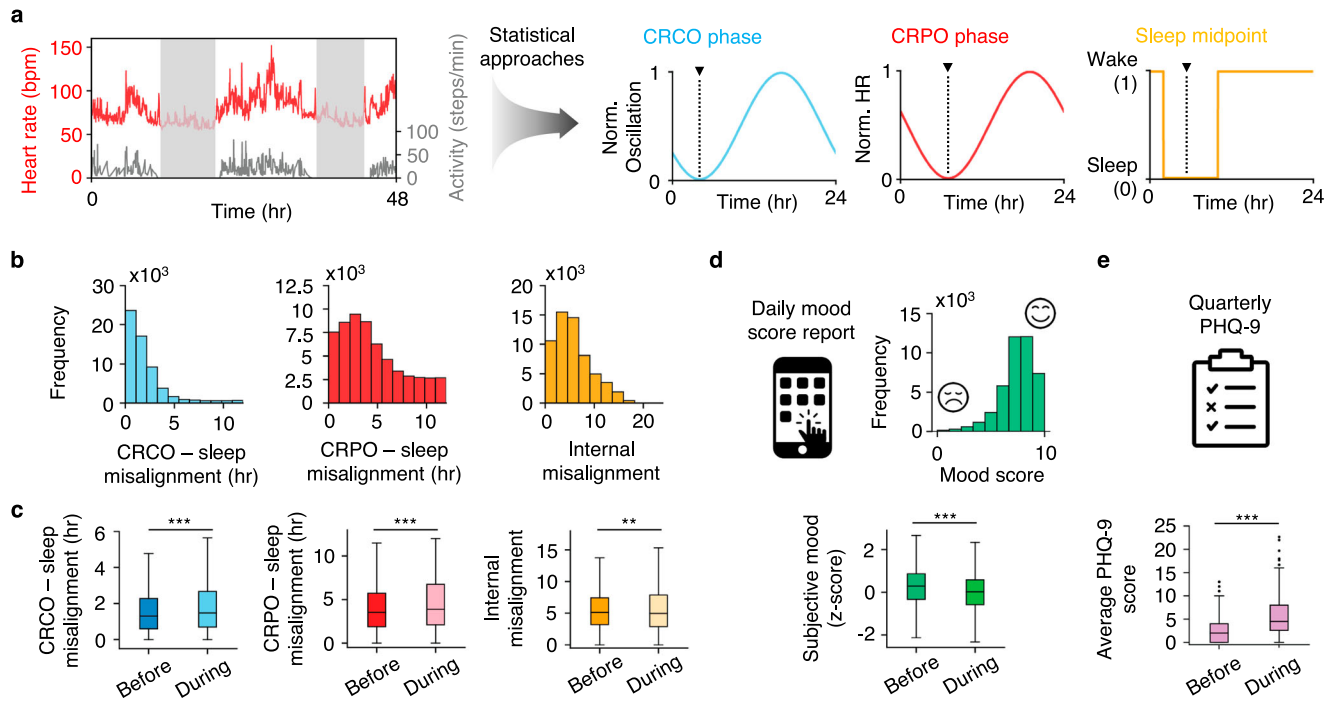 a
Heart rate (bpm)
150
100
50
0
100
50
0
Activity (steps/min)
0
48
Time (hr)
Statistical
approaches
CRCO phase
Norm.
Oscillation
1
0
0
24
Time (hr)
CRPO phase
Norm. HR
1
0
0
24
Time (hr)
Sleep midpoint
Wake
(1)
Sleep
(0)
0
24
Time (hr)
b
Frequency
x10³
30
20
10
0
0
5
10
CRCO – sleep
misalignment (hr)
x10³
12.5
10
7.5
5
2.5
0
0
5
10
CRPO – sleep
misalignment (hr)
x10³
20
15
10
5
0
0
10
20
Internal
misalignment
c
CRCO – sleep
misalignment (hr)
6
4
2
0
***
Before
During
CRPO – sleep
misalignment (hr)
10
5
0
***
Before
During
Internal
misalignment
15
10
5
0
**
Before
During
d
Daily mood
score report
Frequency
x10³
15
10
5
0
0
10
Mood score
Subjective mood
(z-score)
2
0
-2
***
Before
During
e
Quarterly
PHQ-9
Average PHQ-9
score
25
20
15
10
5
0
***
Before
During